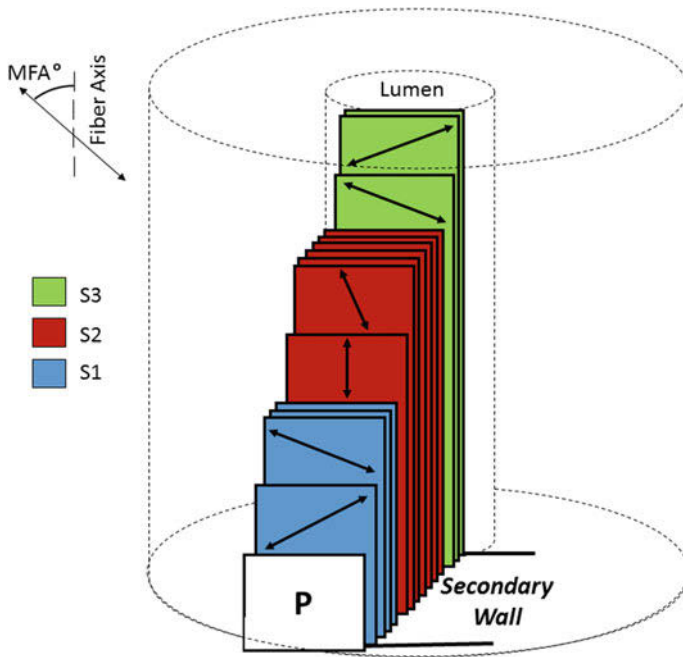 MFA°
Fiber Axis
Lumen
S3
S2
S1
P
Secondary
Wall